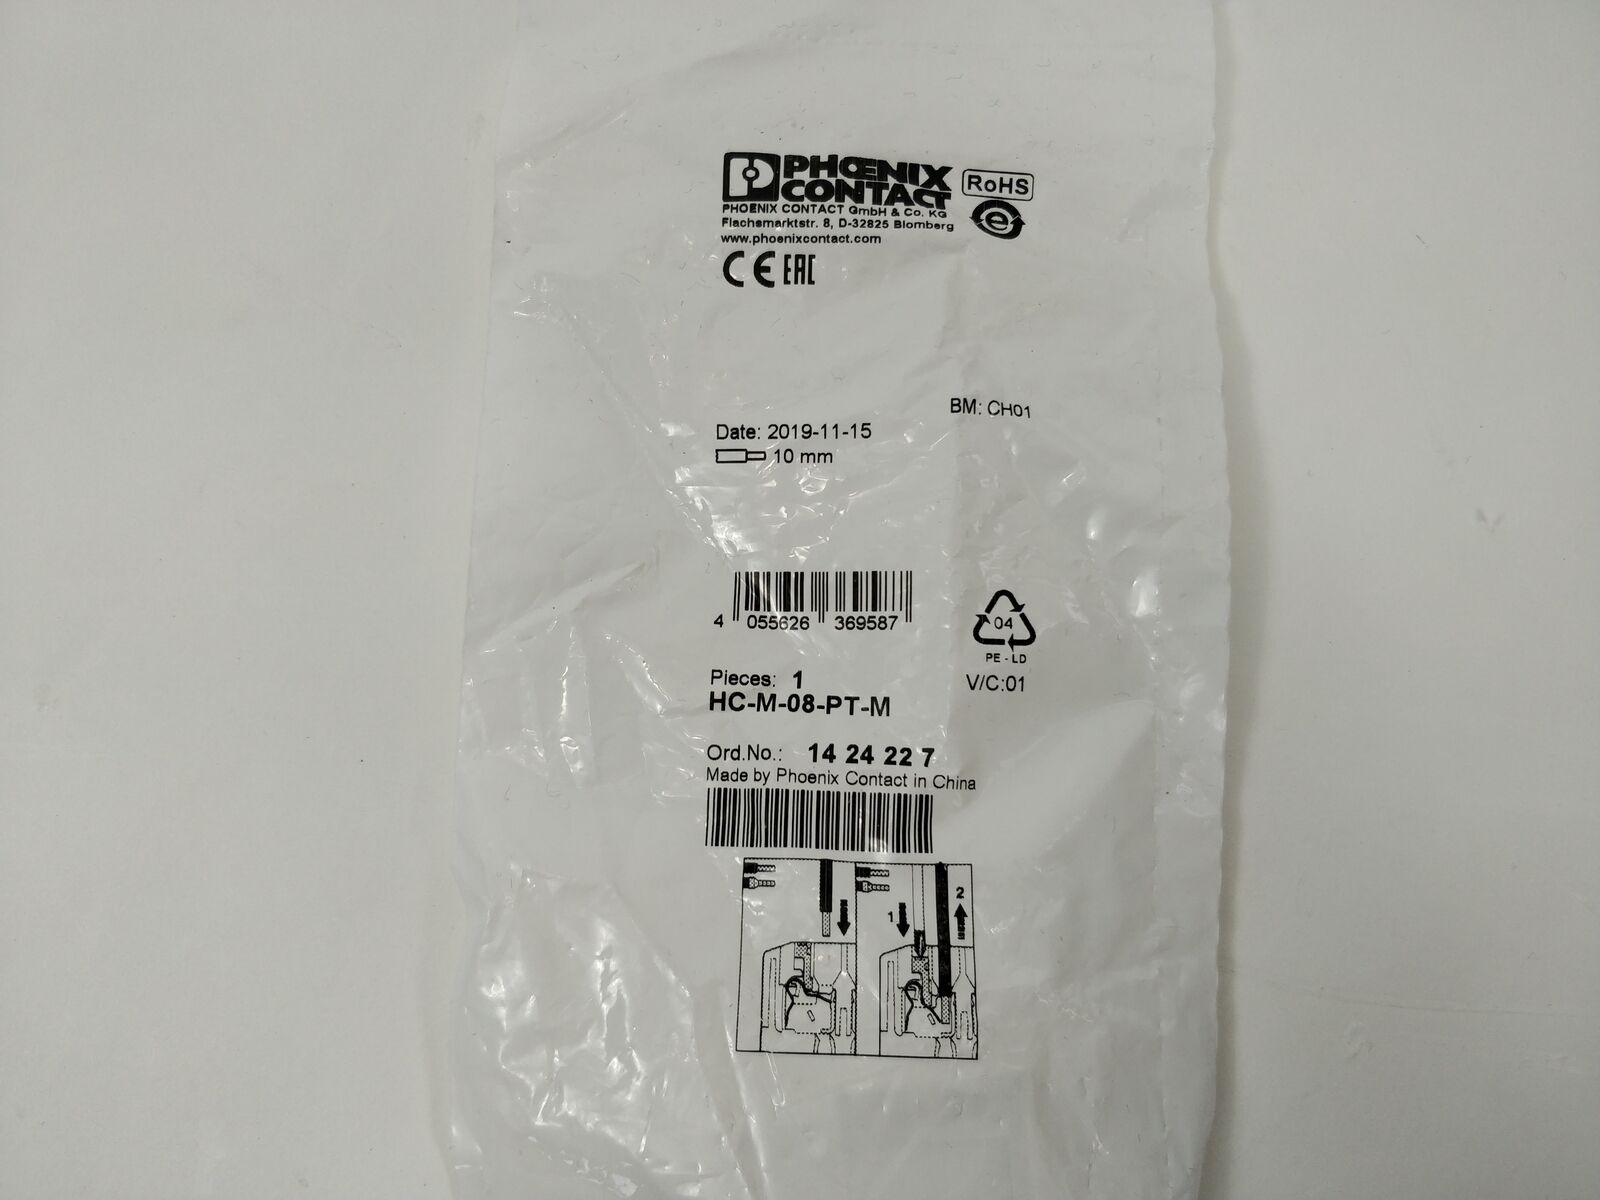 PHOENIX
CONTACT
RoHS
e
PHOENIX CONTACT GmbH & Co. KG
Flachsmarktstr. 8, D-32825 Blomberg
www.phoenixcontact.com
CE EAC
BM: CH01
Date: 2019-11-15
10 mm
4 055626 369587
04
PE - LD
Pieces: 1
V/C:01
HC-M-08-PT-M
Ord.No.: 14 24 22 7
Made by Phoenix Contact in China
1
2